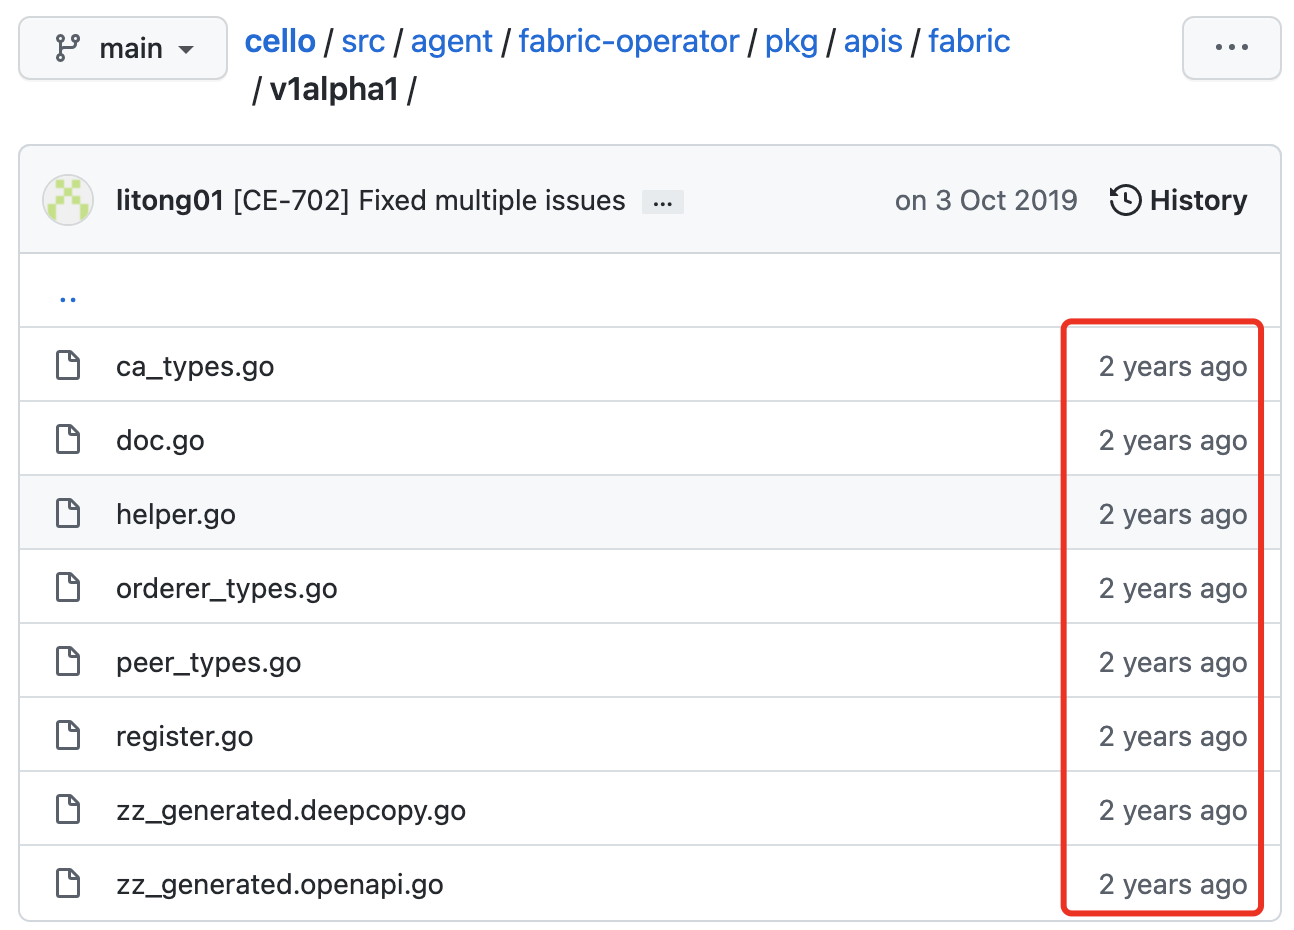 main
cello / src / agent / fabric-operator / pkg / apis / fabric
/ v1alpha1 /
...
litong01 [CE-702] Fixed multiple issues ... on 3 Oct 2019 History
..
ca_types.go 2 years ago
doc.go 2 years ago
helper.go 2 years ago
orderer_types.go 2 years ago
peer_types.go 2 years ago
register.go 2 years ago
zz_generated.deepcopy.go 2 years ago
zz_generated.openapi.go 2 years ago